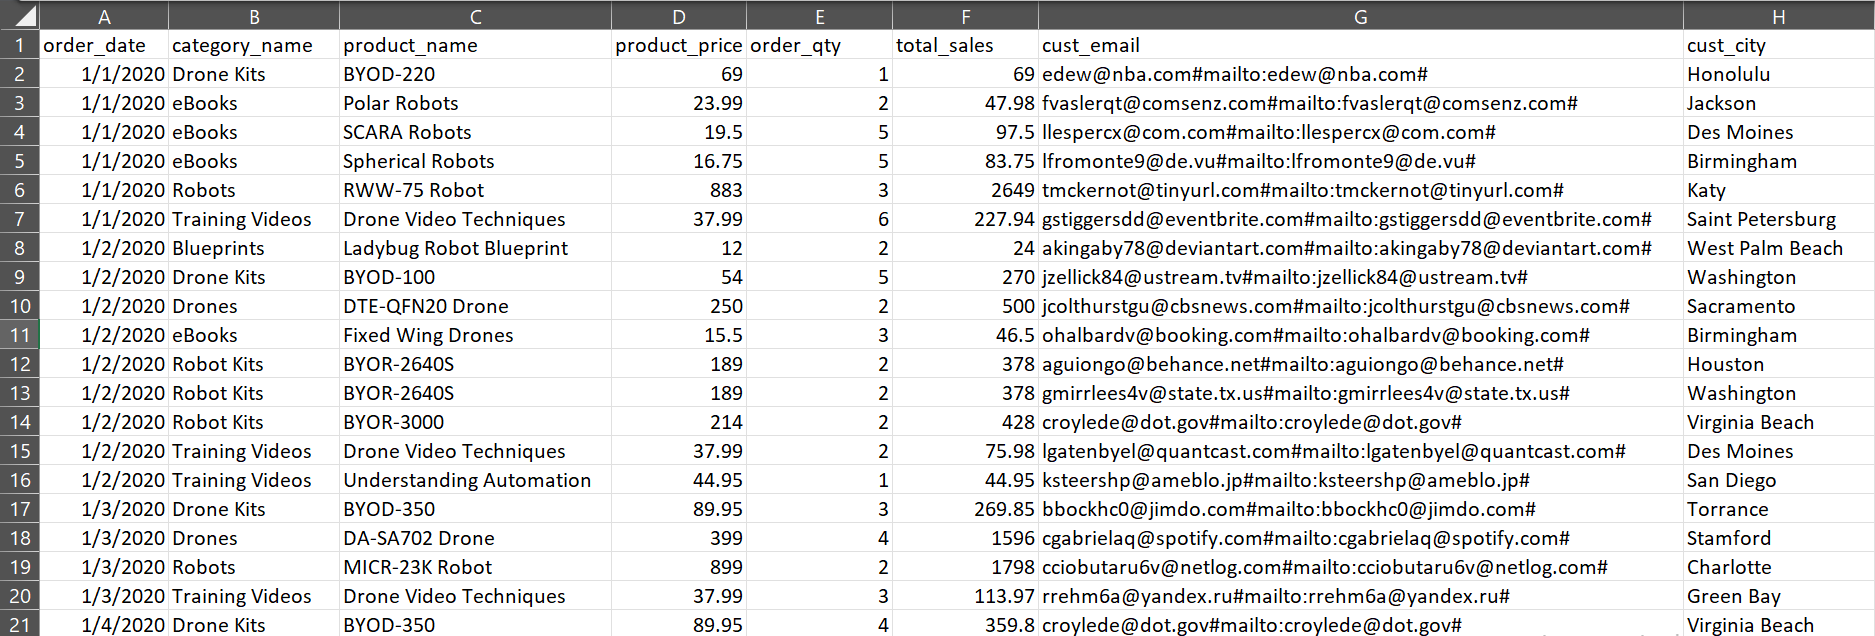 A B C D E F G H
1 order_date category_name product_name product_price order_qty total_sales cust_email cust_city
2 1/1/2020 Drone Kits BYOD-220 69 1 69 edew@nba.com#mailto:edew@nba.com# Honolulu
3 1/1/2020 eBooks Polar Robots 23.99 2 47.98 fvaslerqt@comsenz.com#mailto:fvaslerqt@comsenz.com# Jackson
4 1/1/2020 eBooks SCARA Robots 19.5 5 97.5 llespercx@com.com#mailto:llespercx@com.com# Des Moines
5 1/1/2020 eBooks Spherical Robots 16.75 5 83.75 lfromonte9@de.vu#mailto:lfromonte9@de.vu# Birmingham
6 1/1/2020 Robots RWW-75 Robot 883 3 2649 tmckernot@tinyurl.com#mailto:tmckernot@tinyurl.com# Katy
7 1/1/2020 Training Videos Drone Video Techniques 37.99 6 227.94 gstiggersdd@eventbrite.com#mailto:gstiggersdd@eventbrite.com# Saint Petersburg
8 1/2/2020 Blueprints Ladybug Robot Blueprint 12 2 24 akingaby78@deviantart.com#mailto:akingaby78@deviantart.com# West Palm Beach
9 1/2/2020 Drone Kits BYOD-100 54 5 270 jzellick84@ustream.tv#mailto:jzellick84@ustream.tv# Washington
10 1/2/2020 Drones DTE-QFN20 Drone 250 2 500 jcolthurstgu@cbsnews.com#mailto:jcolthurstgu@cbsnews.com# Sacramento
11 1/2/2020 eBooks Fixed Wing Drones 15.5 3 46.5 ohalbardv@booking.com#mailto:ohalbardv@booking.com# Birmingham
12 1/2/2020 Robot Kits BYOR-2640S 189 2 378 aguiongo@behance.net#mailto:aguiongo@behance.net# Houston
13 1/2/2020 Robot Kits BYOR-2640S 189 2 378 gmirrlees4v@state.tx.us#mailto:gmirrlees4v@state.tx.us# Washington
14 1/2/2020 Robot Kits BYOR-3000 214 2 428 croylede@dot.gov#mailto:croylede@dot.gov# Virginia Beach
15 1/2/2020 Training Videos Drone Video Techniques 37.99 2 75.98 lgatenbyel@quantcast.com#mailto:lgatenbyel@quantcast.com# Des Moines
16 1/2/2020 Training Videos Understanding Automation 44.95 1 44.95 ksteershp@ameblo.jp#mailto:ksteershp@ameblo.jp# San Diego
17 1/3/2020 Drone Kits BYOD-350 89.95 3 269.85 bbockhc0@jimdo.com#mailto:bbockhc0@jimdo.com# Torrance
18 1/3/2020 Drones DA-SA702 Drone 399 4 1596 cgabrielaq@spotify.com#mailto:cgabrielaq@spotify.com# Stamford
19 1/3/2020 Robots MICR-23K Robot 899 2 1798 cciobutaru6v@netlog.com#mailto:cciobutaru6v@netlog.com# Charlotte
20 1/3/2020 Training Videos Drone Video Techniques 37.99 3 113.97 rrehm6a@yandex.ru#mailto:rrehm6a@yandex.ru# Green Bay
21 1/4/2020 Drone Kits BYOD-350 89.95 4 359.8 croylede@dot.gov#mailto:croylede@dot.gov# Virginia Beach